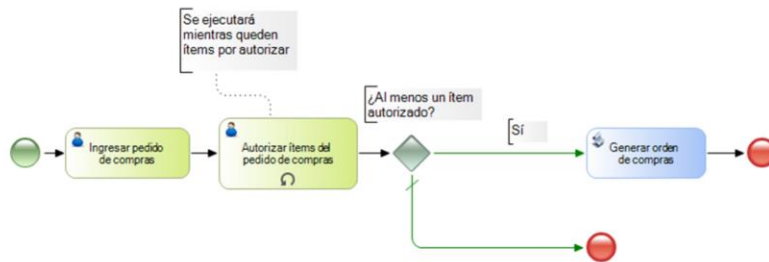 Se ejecutará
mientras queden
ítems por autorizar
¿Al menos un ítem
autorizado?
Sí
Ingresar pedido
de compras
Autorizar ítems del
pedido de compras
Generar orden
de compras